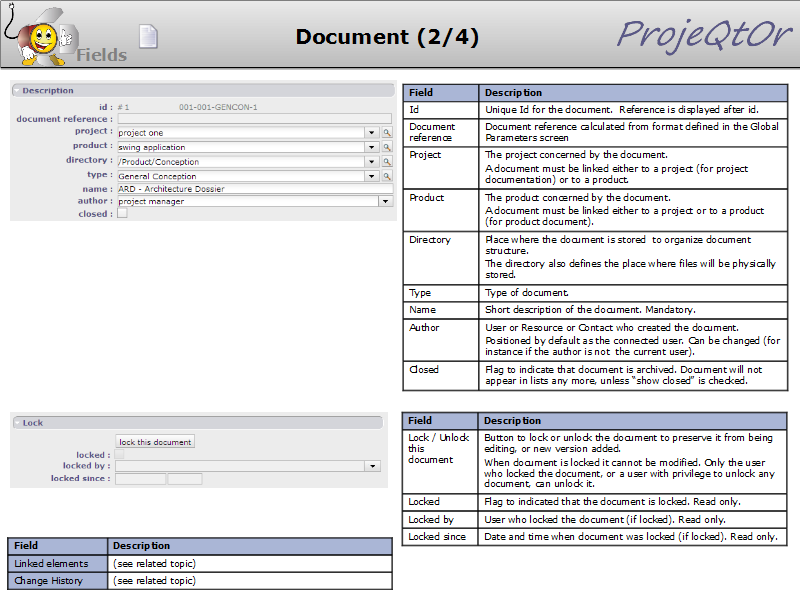 Fields
Document (2/4)
ProjeQtOr
Description
id : # 1 001-001-GENCON-1
document reference :
project : project one
product : swing application
directory : /Product/Conception
type : General Conception
name : ARD - Architecture Dossier
author : project manager
closed :
Field Description
Id Unique Id for the document. Reference is displayed after id.
Document Document reference calculated from format defined in the Global
reference Parameters screen
Project The project concerned by the document.
A document must be linked either to a project (for project
documentation) or to a product.
Product The product concerned by the document.
A document must be linked either to a project or to a product
(for product document).
Directory Place where the document is stored to organize document
structure.
The directory also defines the place where files will be physically
stored.
Type Type of document.
Name Short description of the document. Mandatory.
Author User or Resource or Contact who created the document.
Positioned by default as the connected user. Can be changed (for
instance if the author is not the current user).
Closed Flag to indicate that document is archived. Document will not
appear in lists any more, unless “show closed” is checked.
Lock
lock this document
locked :
locked by :
locked since :
Field Description
Lock / Unlock Button to lock or unlock the document to preserve it from being
this editing, or new version added.
document When document is locked it cannot be modified. Only the user
who locked the document, or a user with privilege to unlock any
document, can unlock it.
Locked Flag to indicated that the document is locked. Read only.
Locked by User who locked the document (if locked). Read only.
Locked since Date and time when document was locked (if locked). Read only.
Field Description
Linked elements (see related topic)
Change History (see related topic)